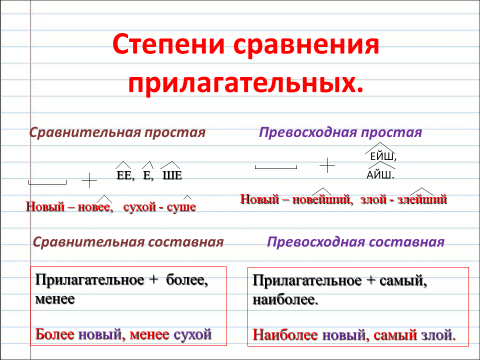 Степени сравнения
прилагательных.
Сравнительная простая
+ ЕЕ, Е, ШЕ
Новый – новее, сухой - суше
Превосходная простая
+ ЕЙШ,
АЙШ.
Новый – новейший, злой - злейший
Сравнительная составная
Прилагательное + более,
менее
Более новый, менее сухой
Превосходная составная
Прилагательное + самый,
наиболее.
Наиболее новый, самый злой.